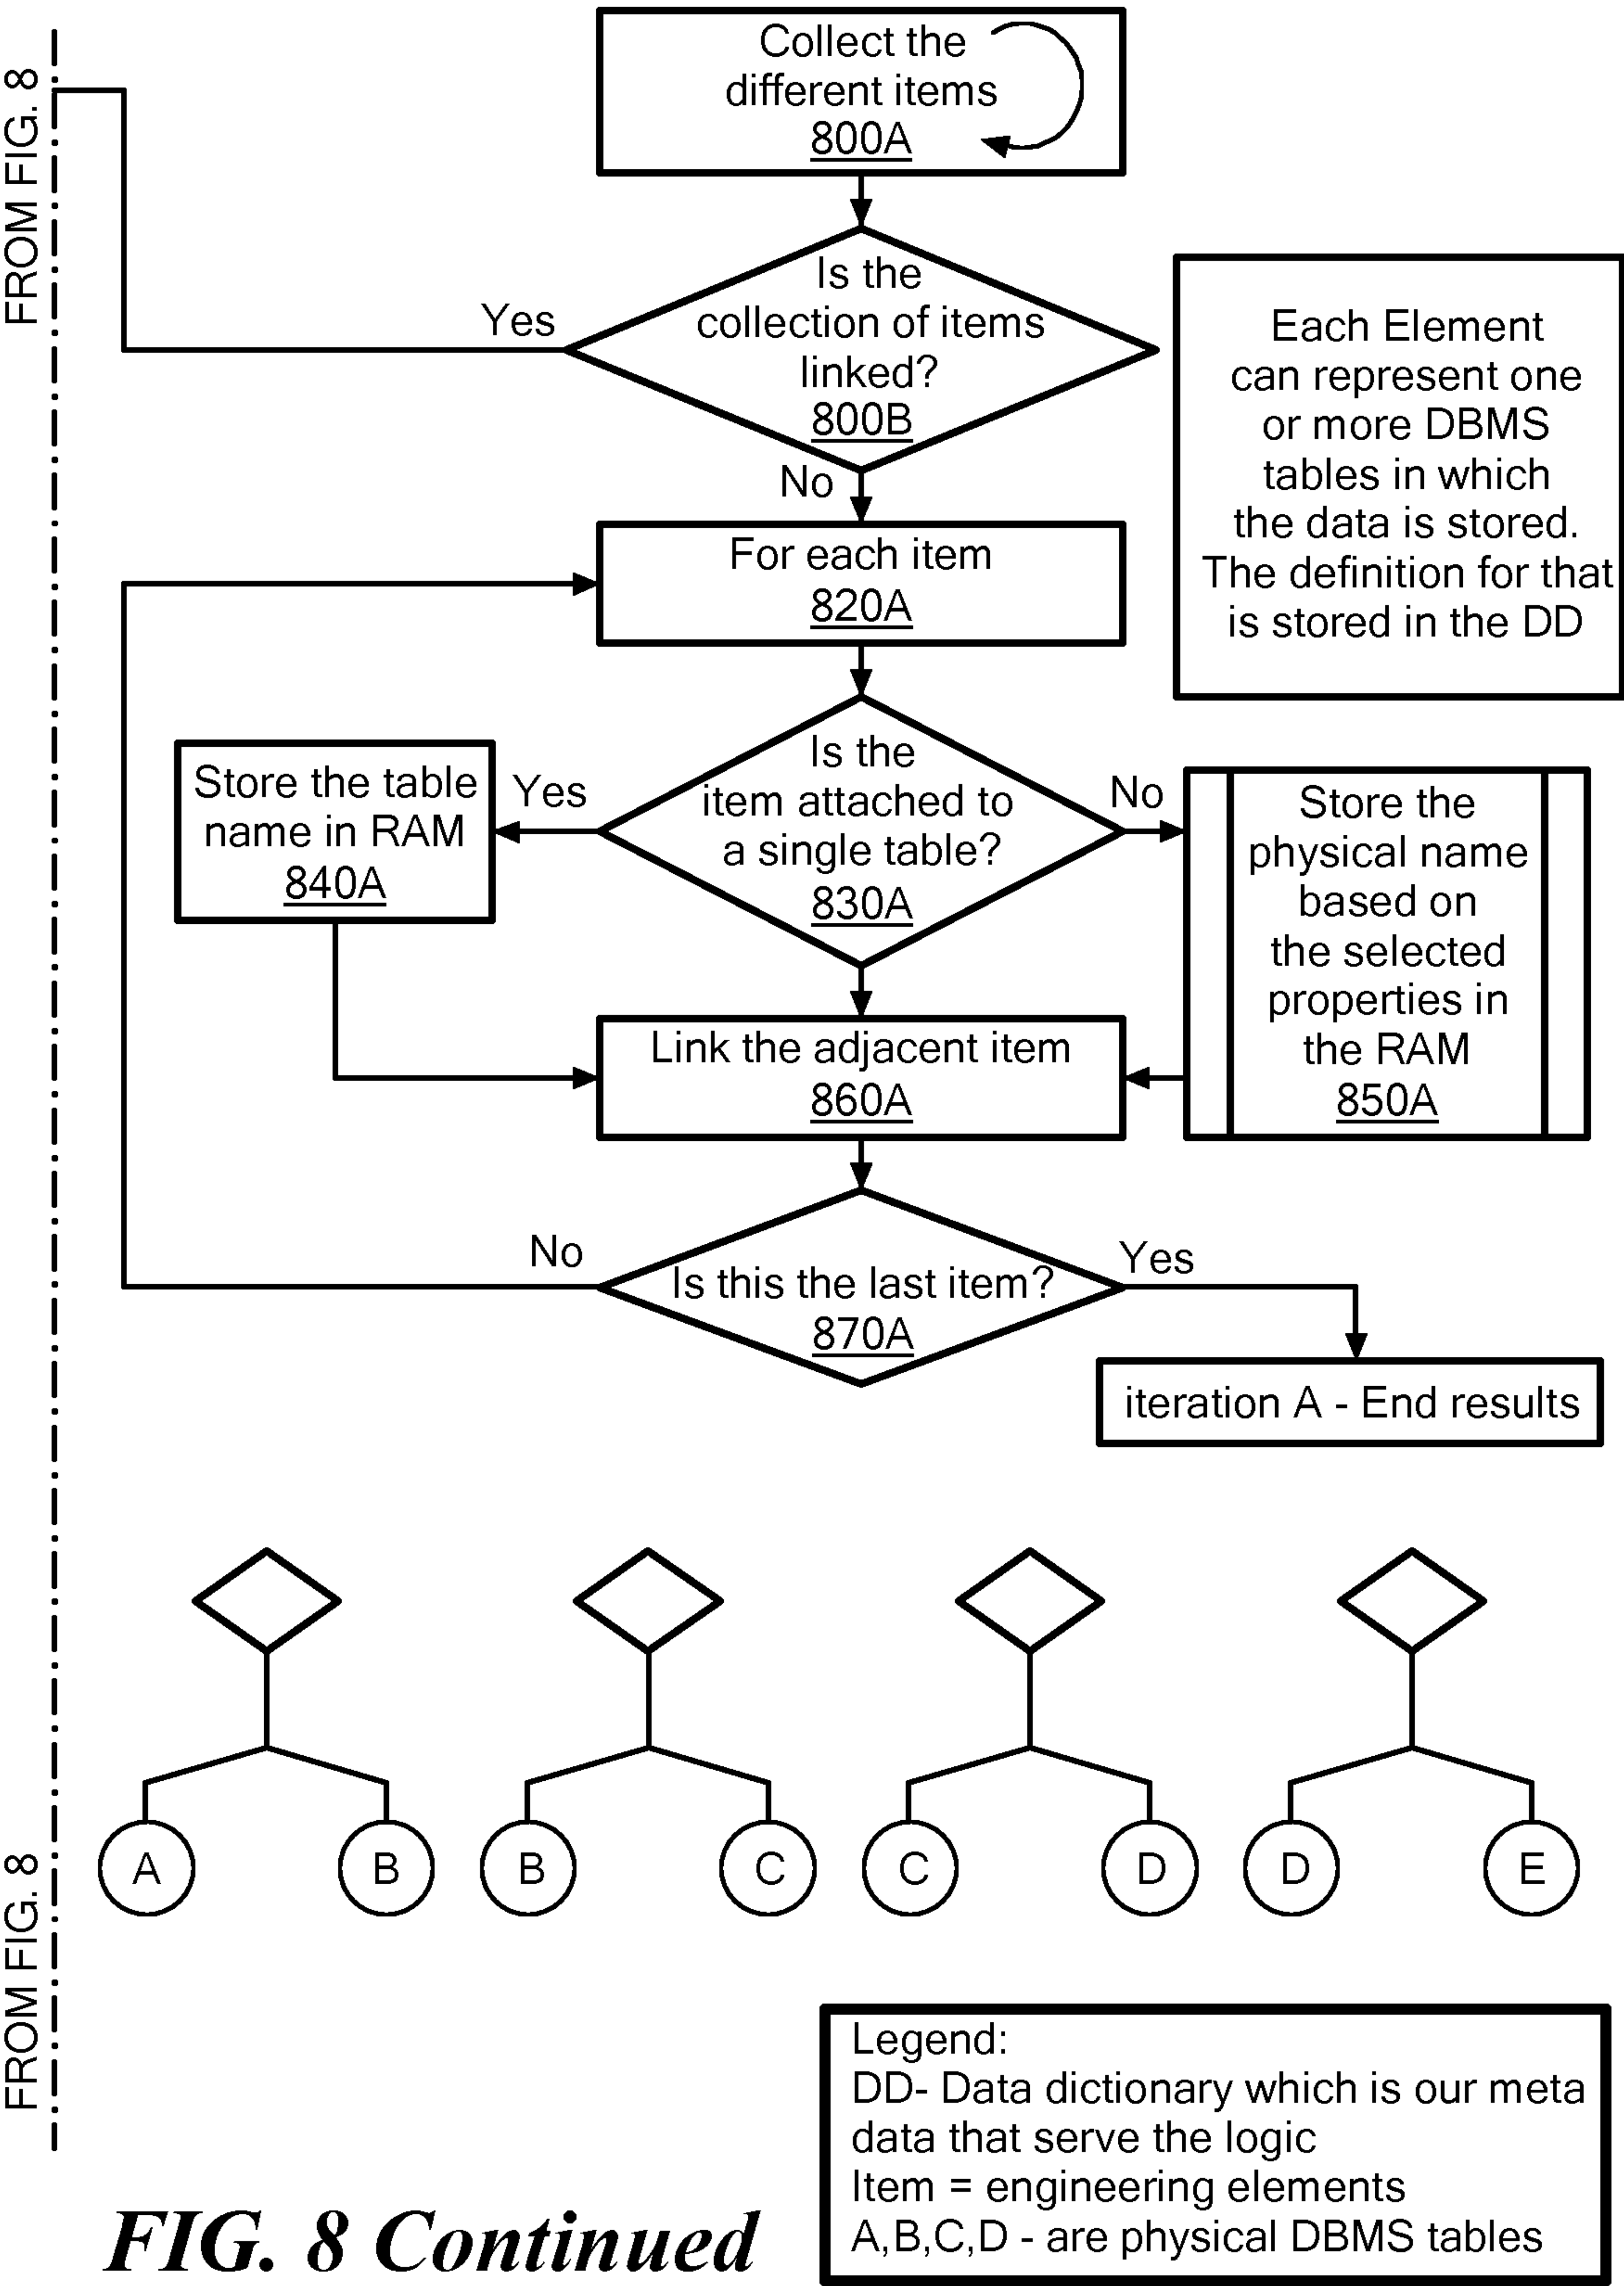 FROM FIG. 8
Collect the
different items
800A
Is the
collection of items
linked?
800B
Yes
No
Each Element
can represent one
or more DBMS
tables in which
the data is stored.
The definition for that
is stored in the DD
For each item
820A
Is the
item attached to
a single table?
830A
Yes
No
Store the table
name in RAM
840A
Store the
physical name
based on
the selected
properties in
the RAM
850A
Link the adjacent item
860A
Is this the last item?
870A
No
Yes
iteration A - End results
A
B
B
C
C
D
D
E
FROM FIG. 8
Legend:
DD- Data dictionary which is our meta
data that serve the logic
Item = engineering elements
A,B,C,D - are physical DBMS tables
FIG. 8 Continued